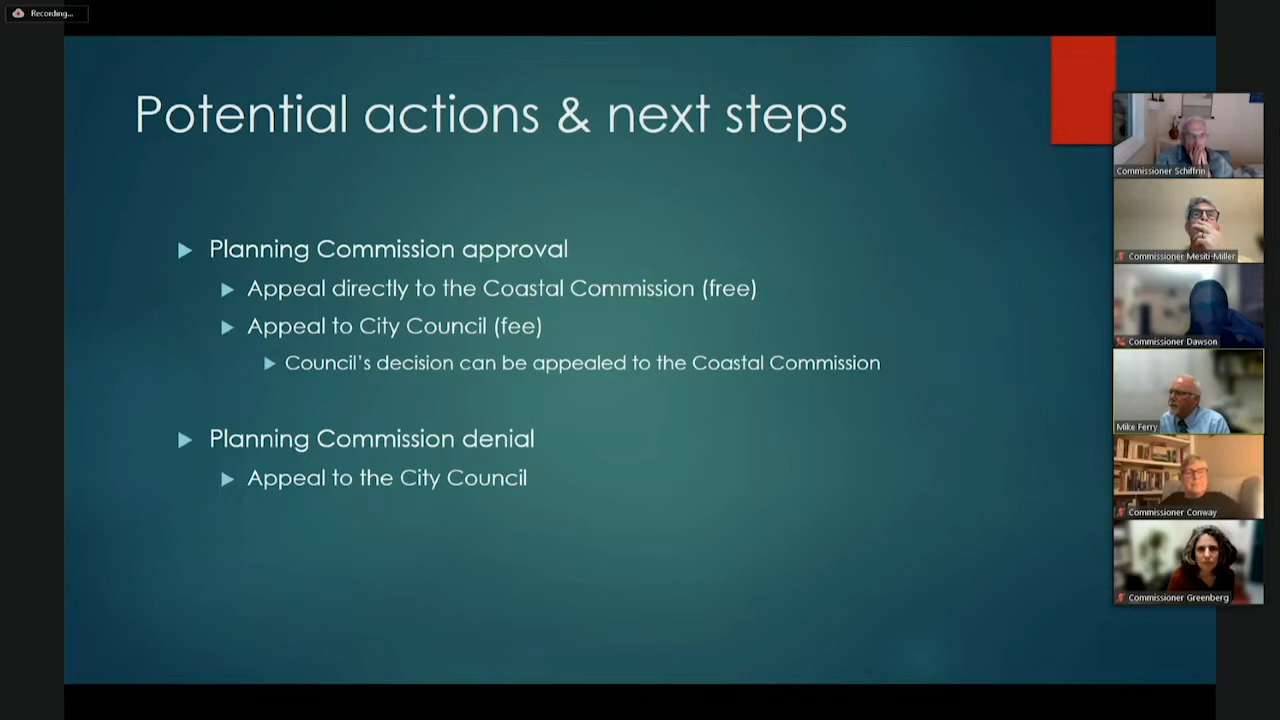 Recording...
Potential actions & next steps
Planning Commission approval
Appeal directly to the Coastal Commission (free)
Appeal to City Council (fee)
Council's decision can be appealed to the Coastal Commission
Planning Commission denial
Appeal to the City Council
Commissioner Schiffrin
Commissioner Mesiti-Miller
Commissioner Dawson
Mike Ferry
Commissioner Conway
Commissioner Greenberg